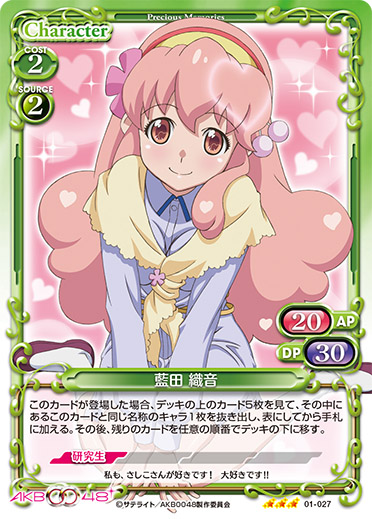 Precious Memories
Character
COST
2
SOURCE
2
20 AP
DP 30
藍田 織音
このカードが登場した場合、デッキの上のカード5枚を見て、その中に
あるこのカードと同じ名称のキャラ1枚を抜き出し、表にしてから手札
に加える。その後、残りのカードを任意の順番でデッキの下に移す。
研究生
私も、さしこさんが好きです！ 大好きです!!
AKB0048
©サテライト／AKB0048製作委員会
01-027